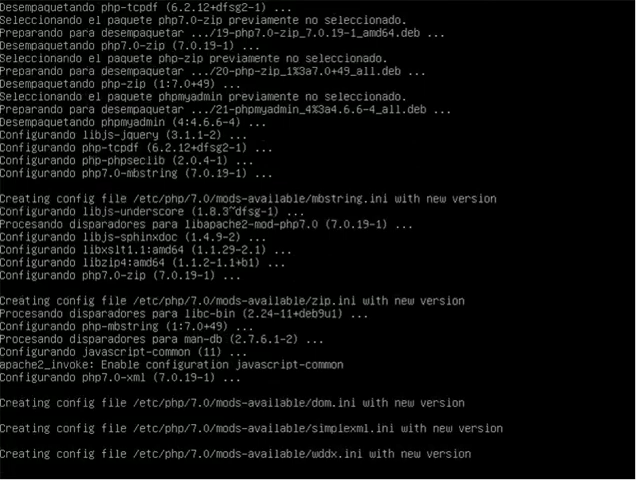 Desempaquetando php-tcpdf (6.2.12+dfsg2-1) ...
Seleccionando el paquete php7.0-zip previamente no seleccionado.
Preparando para desempaquetar .../19-php7.0-zip_7.0.19-1_amd64.deb ...
Desempaquetando php7.0-zip (7.0.19-1) ...
Seleccionando el paquete php-zip previamente no seleccionado.
Preparando para desempaquetar .../20-php-zip_1%3a7.0+49_all.deb ...
Desempaquetando php-zip (1:7.0+49) ...
Seleccionando el paquete phpmyadmin previamente no seleccionado.
Preparando para desempaquetar .../21-phpmyadmin_4%3a4.6.6-4_all.deb ...
Desempaquetando phpmyadmin (4:4.6.6-4) ...
Configurando libjs-jquery (3.1.1-2) ...
Configurando php-tcpdf (6.2.12+dfsg2-1) ...
Configurando php-phpseclib (2.0.4-1) ...
Configurando php7.0-mbstring (7.0.19-1) ...
Creating config file /etc/php/7.0/mods-available/mbstring.ini with new version
Configurando libjs-underscore (1.8.3~dfsg-1) ...
Procesando disparadores para libapache2-mod-php7.0 (7.0.19-1) ...
Configurando libjs-sphinxdoc (1.4.9-2) ...
Configurando libxslt1.1:amd64 (1.1.29-2.1) ...
Configurando libzip4:amd64 (1.1.2-1.1+b1) ...
Configurando php7.0-zip (7.0.19-1) ...
Creating config file /etc/php/7.0/mods-available/zip.ini with new version
Procesando disparadores para libc-bin (2.24-11+deb9u1) ...
Configurando php-mbstring (1:7.0+49) ...
Procesando disparadores para man-db (2.7.6.1-2) ...
Configurando javascript-common (11) ...
apache2_invoke: Enable configuration javascript-common
Configurando php7.0-xml (7.0.19-1) ...
Creating config file /etc/php/7.0/mods-available/dom.ini with new version
Creating config file /etc/php/7.0/mods-available/simplexml.ini with new version
Creating config file /etc/php/7.0/mods-available/wddx.ini with new version